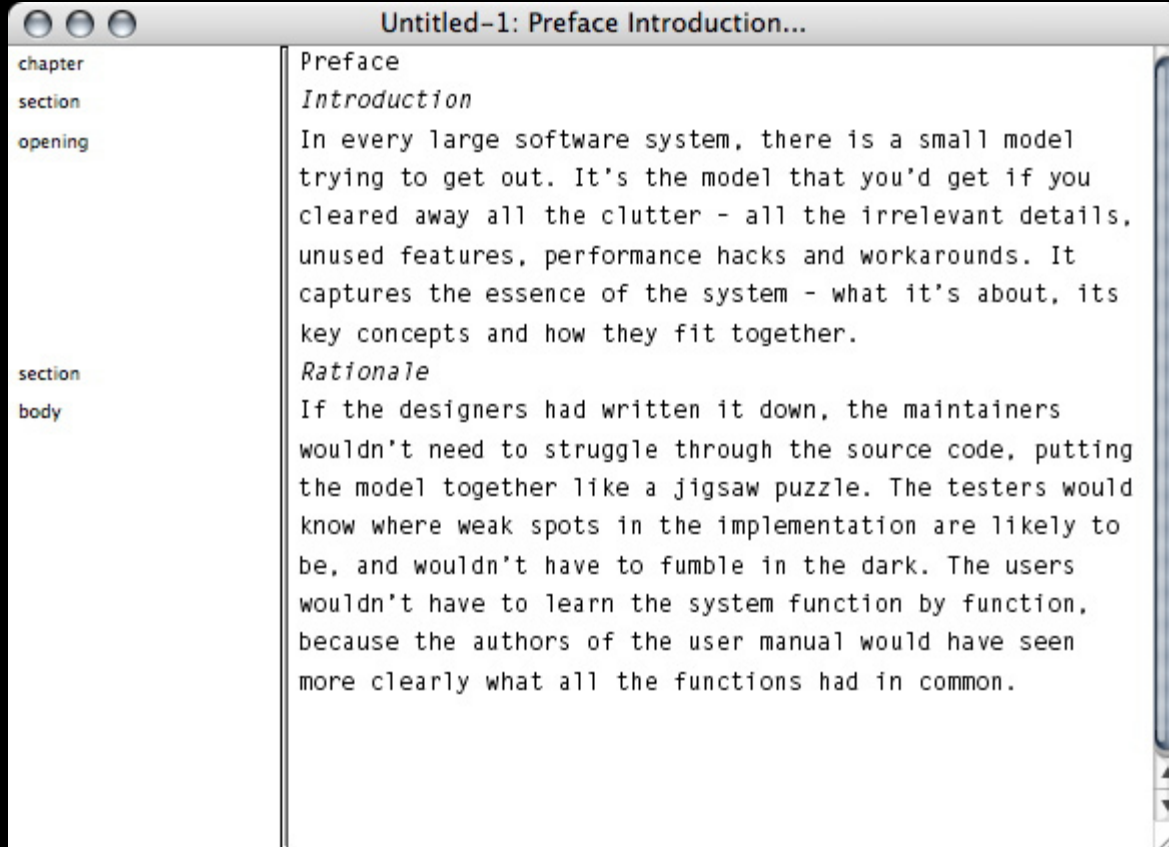 Untitled-1: Preface Introduction...
chapter
Preface
section
Introduction
opening
In every large software system, there is a small model
trying to get out. It's the model that you'd get if you
cleared away all the clutter - all the irrelevant details,
unused features, performance hacks and workarounds. It
captures the essence of the system - what it's about, its
key concepts and how they fit together.
section
Rationale
body
If the designers had written it down, the maintainers
wouldn't need to struggle through the source code, putting
the model together like a jigsaw puzzle. The testers would
know where weak spots in the implementation are likely to
be, and wouldn't have to fumble in the dark. The users
wouldn't have to learn the system function by function,
because the authors of the user manual would have seen
more clearly what all the functions had in common.